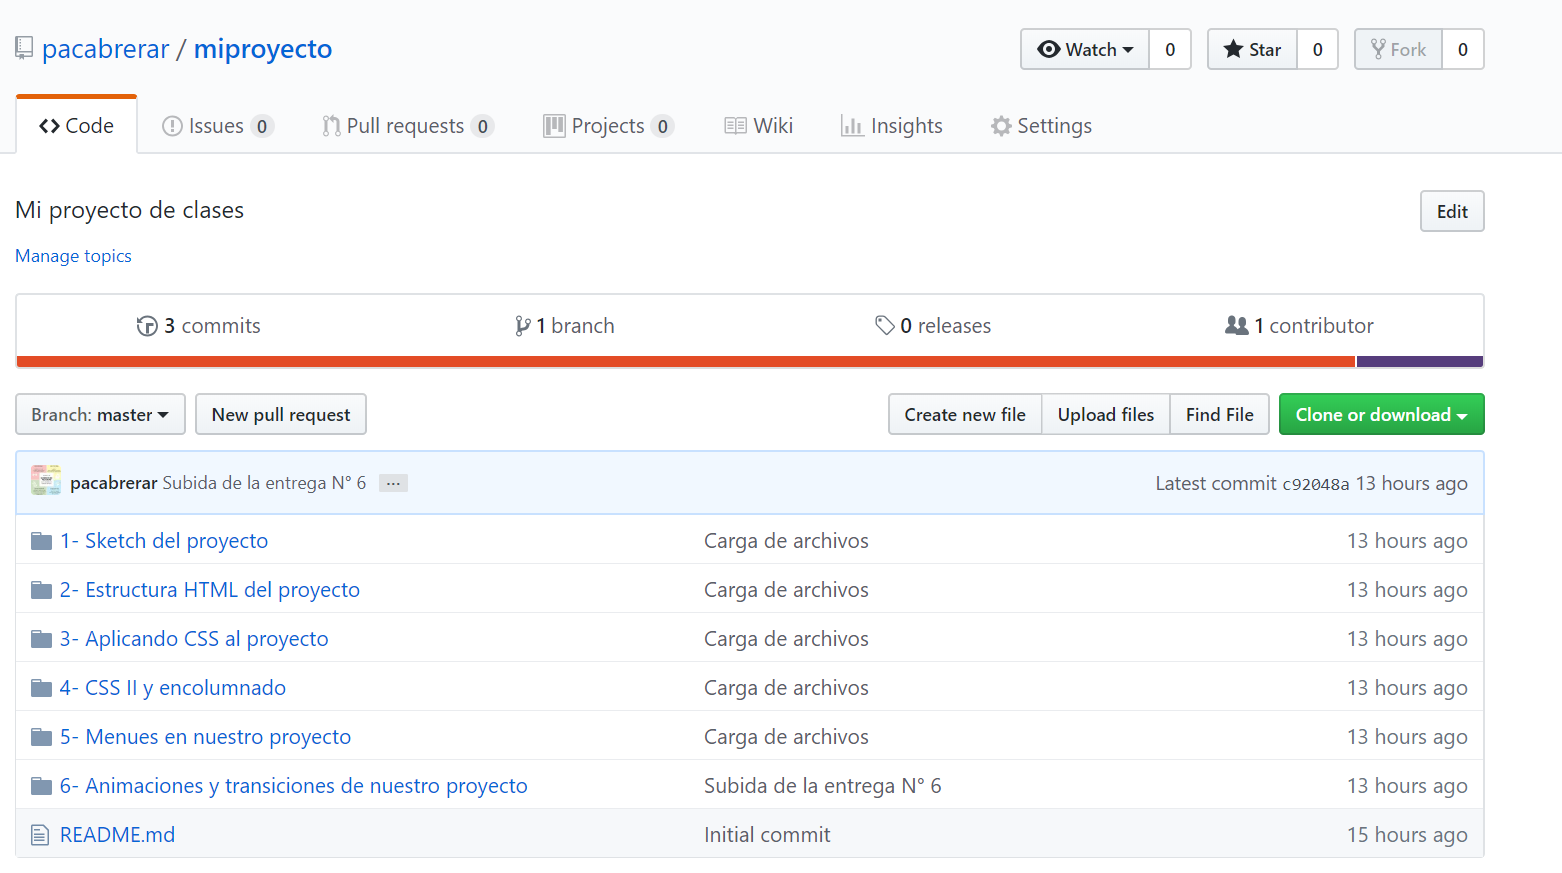 pacabrerar / miproyecto
Watch 0 Star 0 Fork 0
Code Issues 0 Pull requests 0 Projects 0 Wiki Insights Settings
Mi proyecto de clases Edit
Manage topics
3 commits 1 branch 0 releases 1 contributor
Branch: master New pull request Create new file Upload files Find File Clone or download
pacabrerar Subida de la entrega N° 6 ... Latest commit c92048a 13 hours ago
1- Sketch del proyecto Carga de archivos 13 hours ago
2- Estructura HTML del proyecto Carga de archivos 13 hours ago
3- Aplicando CSS al proyecto Carga de archivos 13 hours ago
4- CSS II y encolumnado Carga de archivos 13 hours ago
5- Menues en nuestro proyecto Carga de archivos 13 hours ago
6- Animaciones y transiciones de nuestro proyecto Subida de la entrega N° 6 13 hours ago
README.md Initial commit 15 hours ago